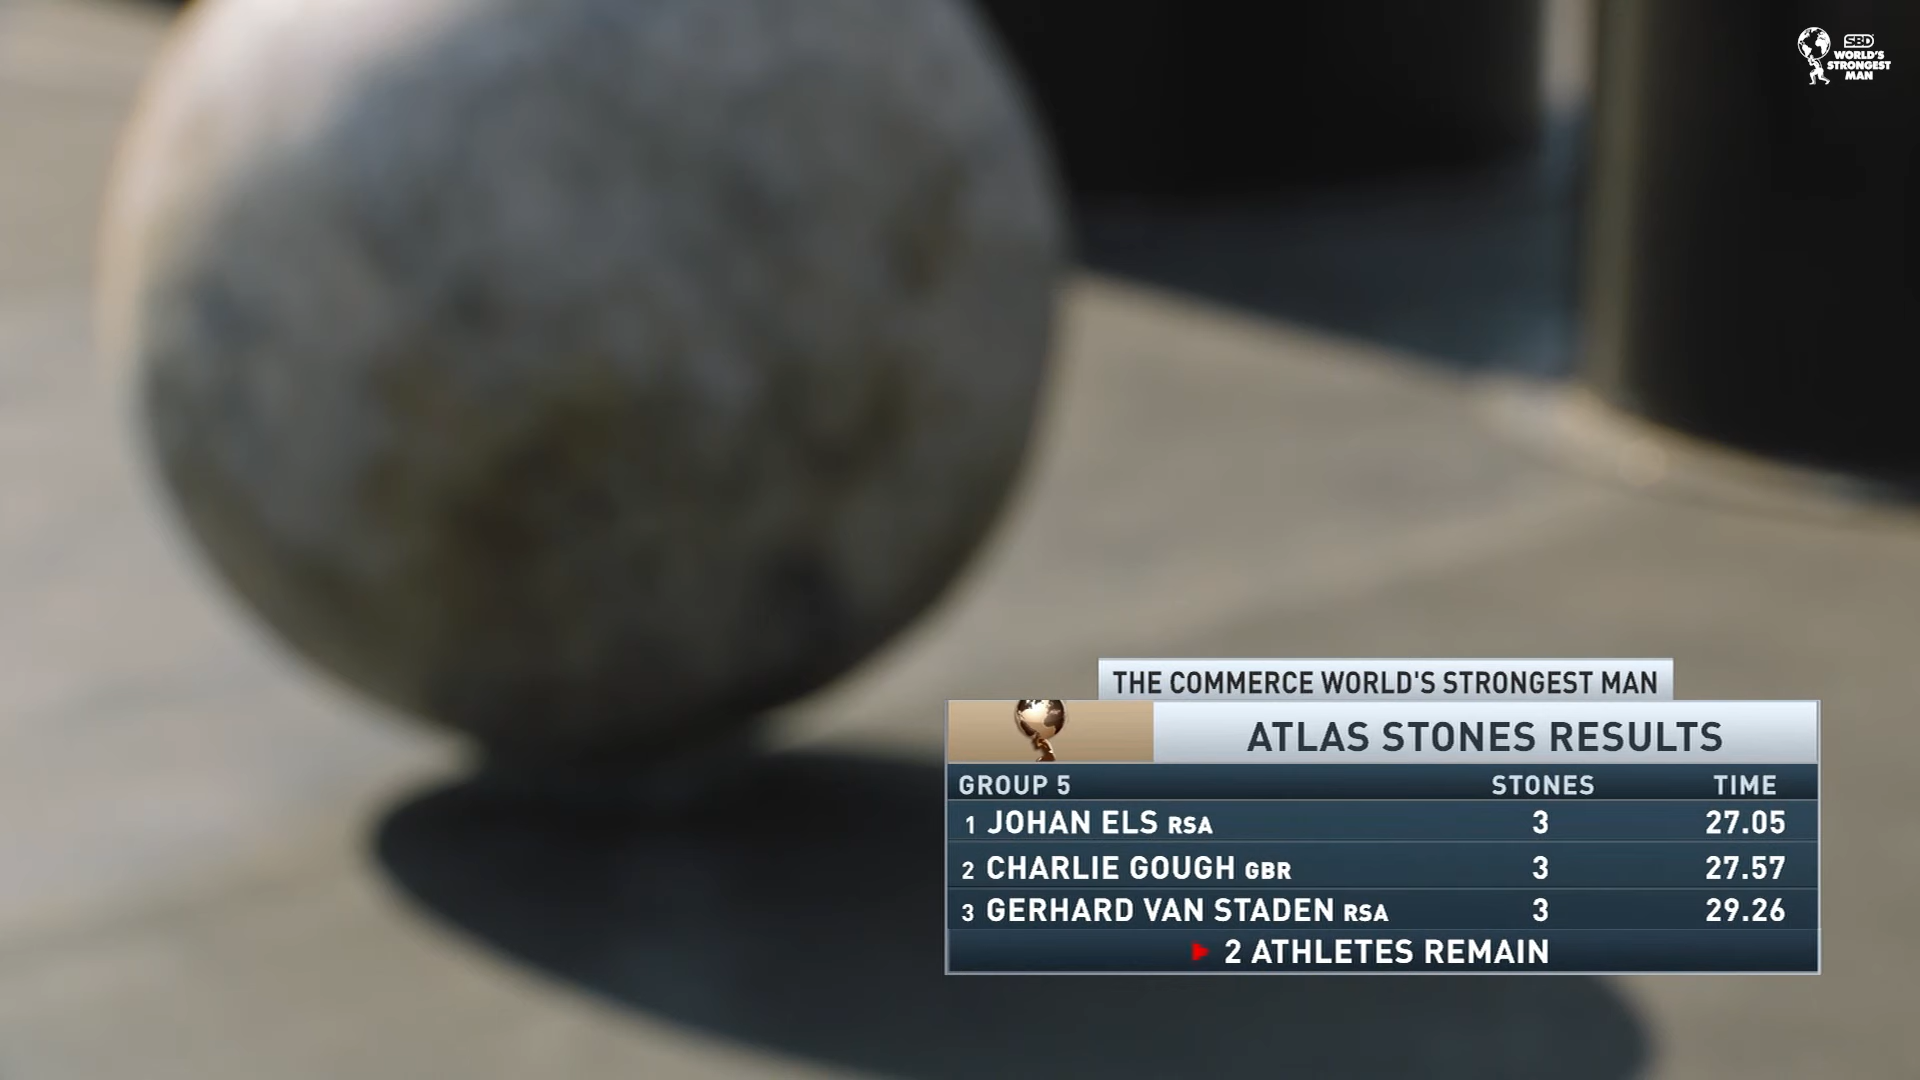 SBD
WORLD'S
STRONGEST
MAN
THE COMMERCE WORLD'S STRONGEST MAN
ATLAS STONES RESULTS
GROUP 5 STONES TIME
1 JOHAN ELS RSA 3 27.05
2 CHARLIE GOUGH GBR 3 27.57
3 GERHARD VAN STADEN RSA 3 29.26
2 ATHLETES REMAIN